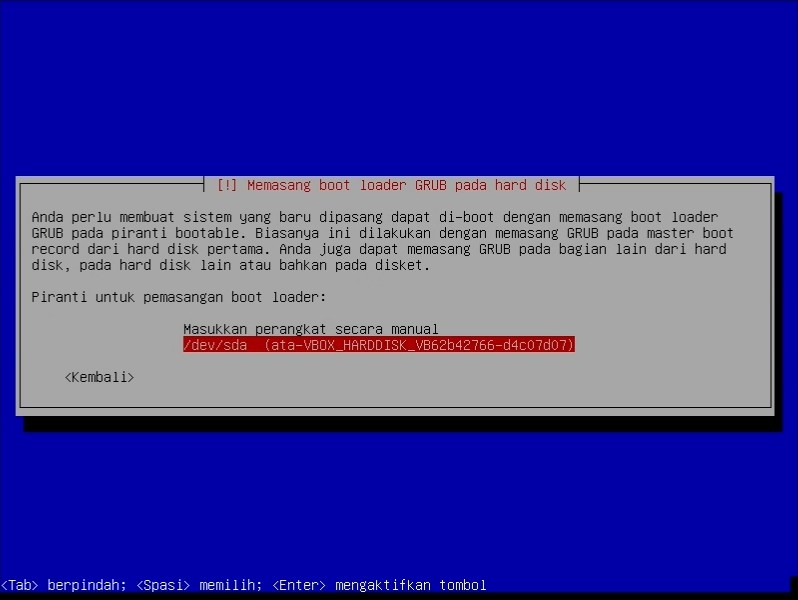 [!] Memasang boot loader GRUB pada hard disk
Anda perlu membuat sistem yang baru dipasang dapat di-boot dengan memasang boot loader
GRUB pada piranti bootable. Biasanya ini dilakukan dengan memasang GRUB pada master boot
record dari hard disk pertama. Anda juga dapat memasang GRUB pada bagian lain dari hard
disk, pada hard disk lain atau bahkan pada disket.
Piranti untuk pemasangan boot loader:
Masukkan perangkat secara manual
/dev/sda (ata-VBOX_HARDDISK_VB62b42766-d4c07d07)
<Kembali>
<Tab> berpindah; <Spasi> memilih; <Enter> mengaktifkan tombol